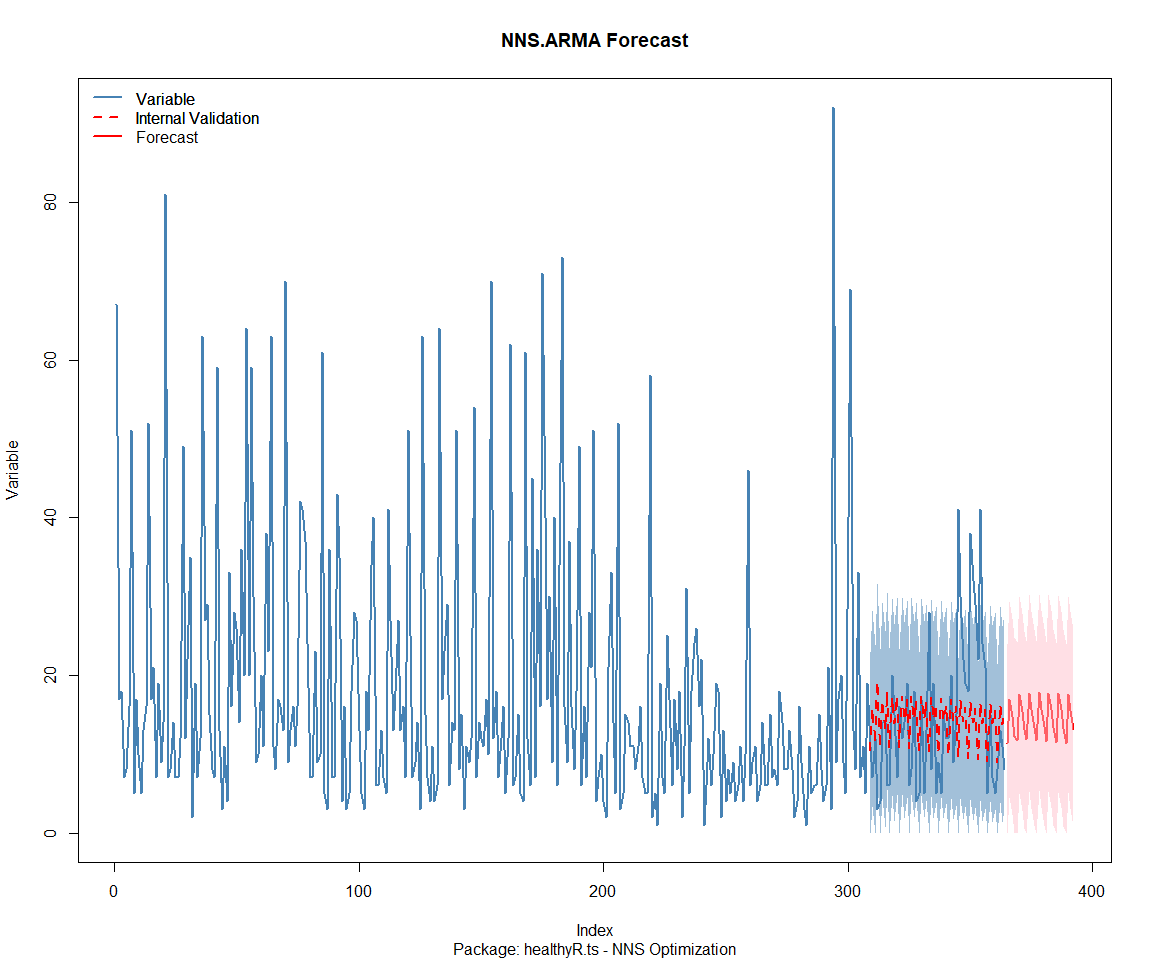 NNS.ARMA Forecast
Variable
Internal Validation
Forecast
Variable
80
60
40
20
0
0
100
200
300
400
Index
Package: healthyR.ts - NNS Optimization